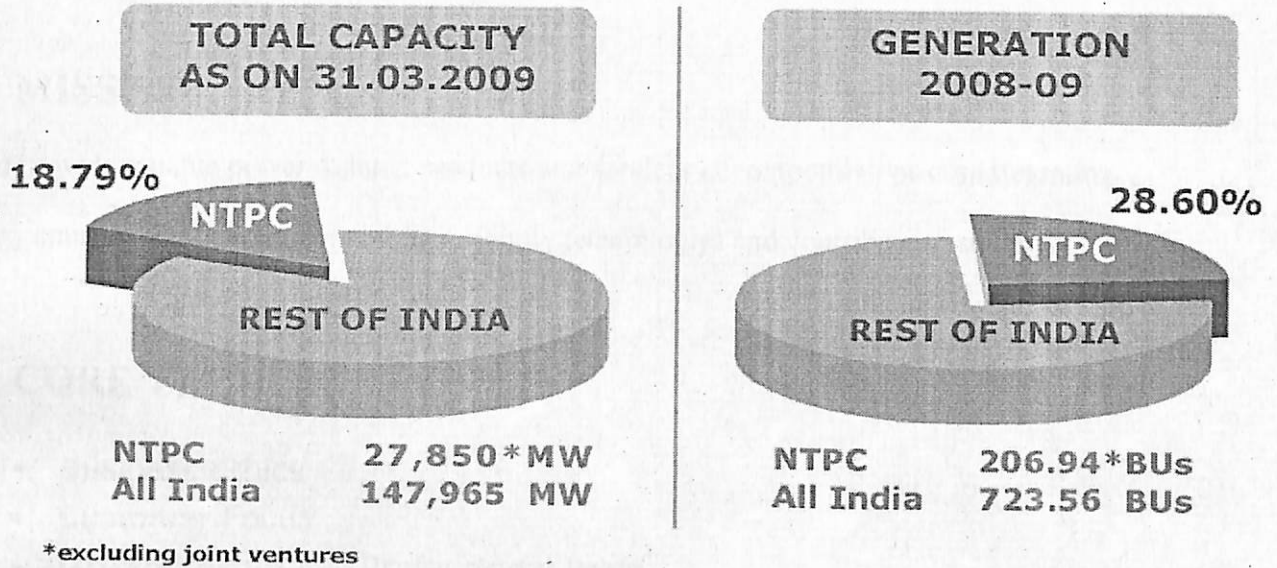 TOTAL CAPACITY
AS ON 31.03.2009
18.79%
NTPC
REST OF INDIA
NTPC 27,850*MW
All India 147,965 MW
*excluding joint ventures
GENERATION
2008-09
28.60%
NTPC
REST OF INDIA
NTPC 206.94*BUs
All India 723.56 BUs